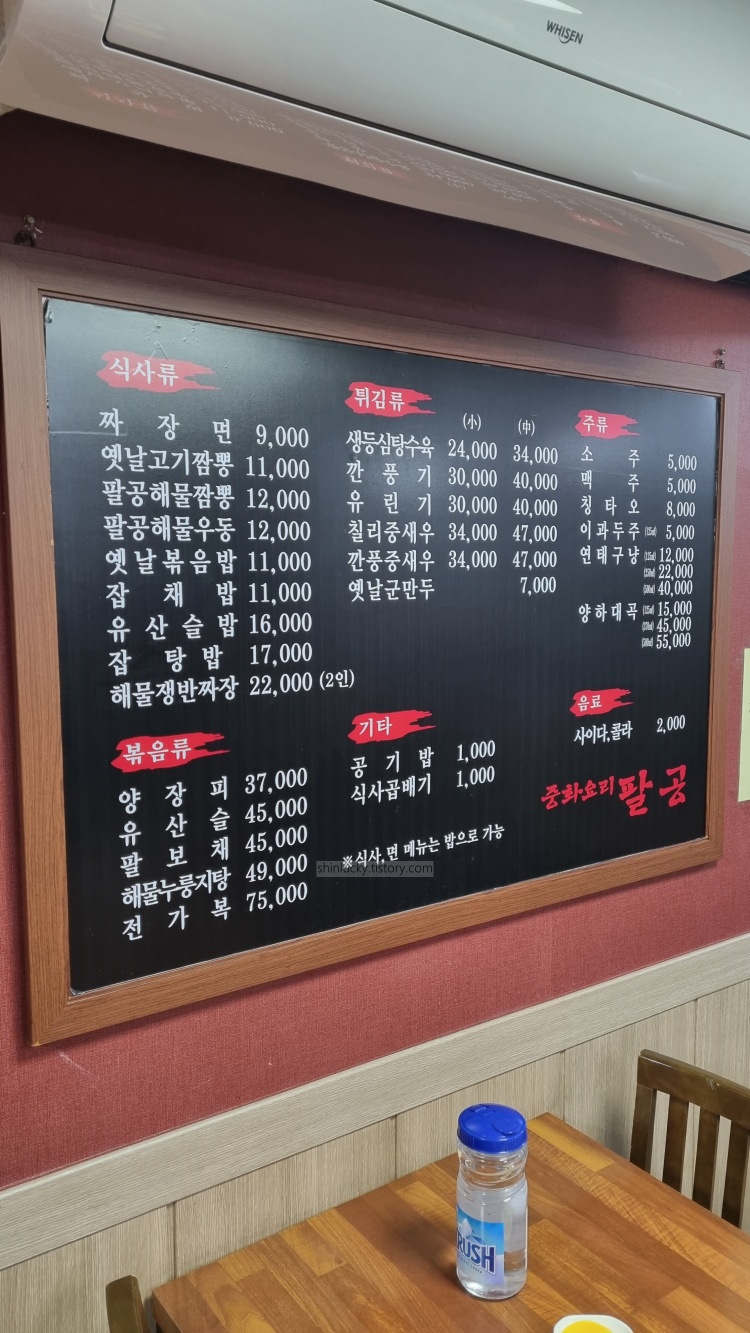 WHISEN
식사류
짜장면 9,000
옛날고기짬뽕 11,000
팔공해물짬뽕 12,000
팔공해물우동 12,000
옛날볶음밥 11,000
잡채밥 11,000
유산슬밥 16,000
잡탕밥 17,000
해물쟁반짜장 22,000 (2인)
볶음류
양장피 37,000
유산슬 45,000
팔보채 45,000
해물누룽지탕 49,000
전가복 75,000
튀김류
(小) (中)
생등심탕수육 24,000 34,000
깐풍기 30,000 40,000
유린기 30,000 40,000
칠리중새우 34,000 47,000
깐풍중새우 34,000 47,000
옛날군만두 7,000
기타
공기밥 1,000
식사곱배기 1,000
※식사,면 메뉴는 밥으로 가능
shinlucky.tistory.com
주류
소주 5,000
맥주 5,000
칭타오 8,000
이과두주 5,000
연태구냥 12,000
22,000
40,000
양하대곡 15,000
45,000
55,000
음료
사이다,콜라 2,000
중화요리 팔공
RUSH